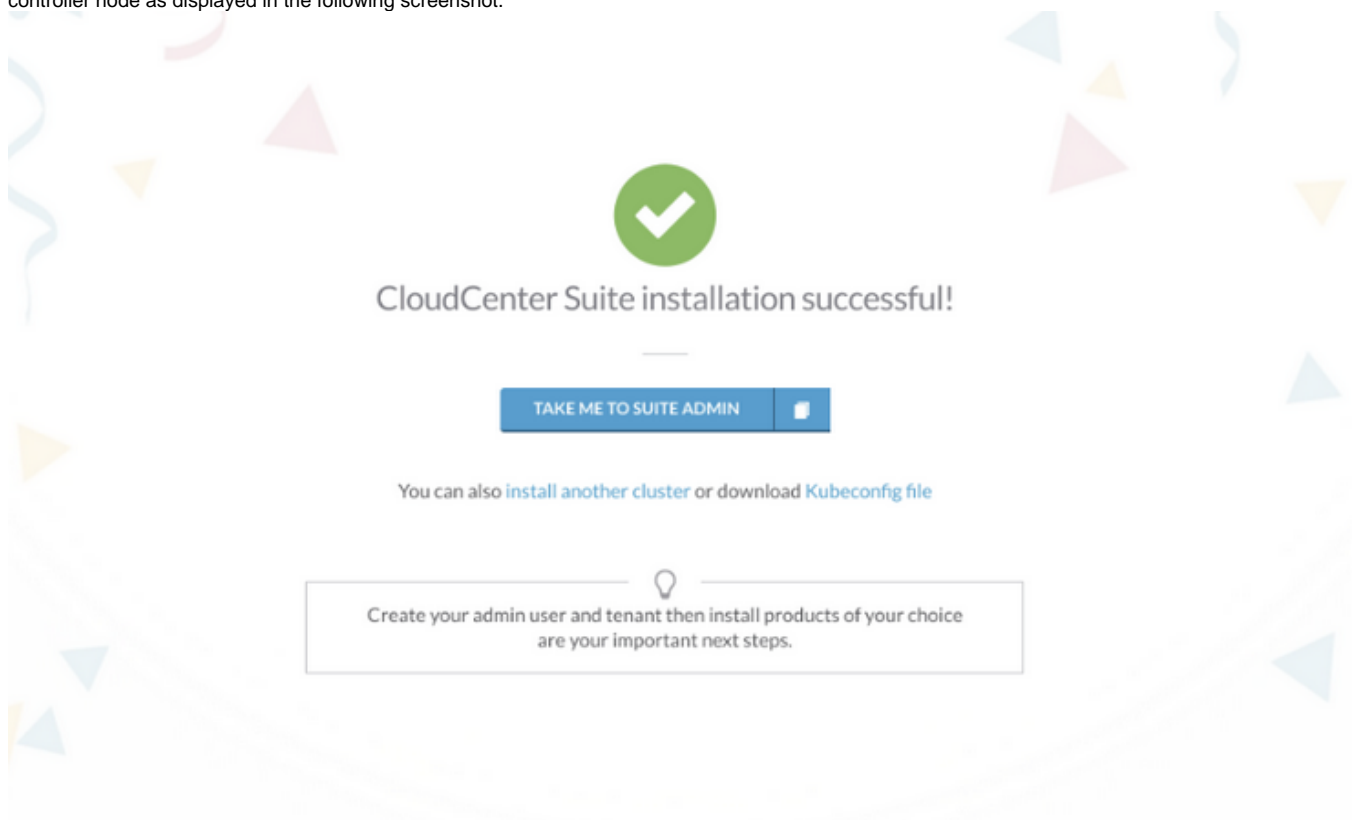 controller node as displayed in the following screenshot.
CloudCenter Suite installation successful!
TAKE ME TO SUITE ADMIN
You can also install another cluster or download Kubeconfig file
Create your admin user and tenant then install products of your choice
are your important next steps.